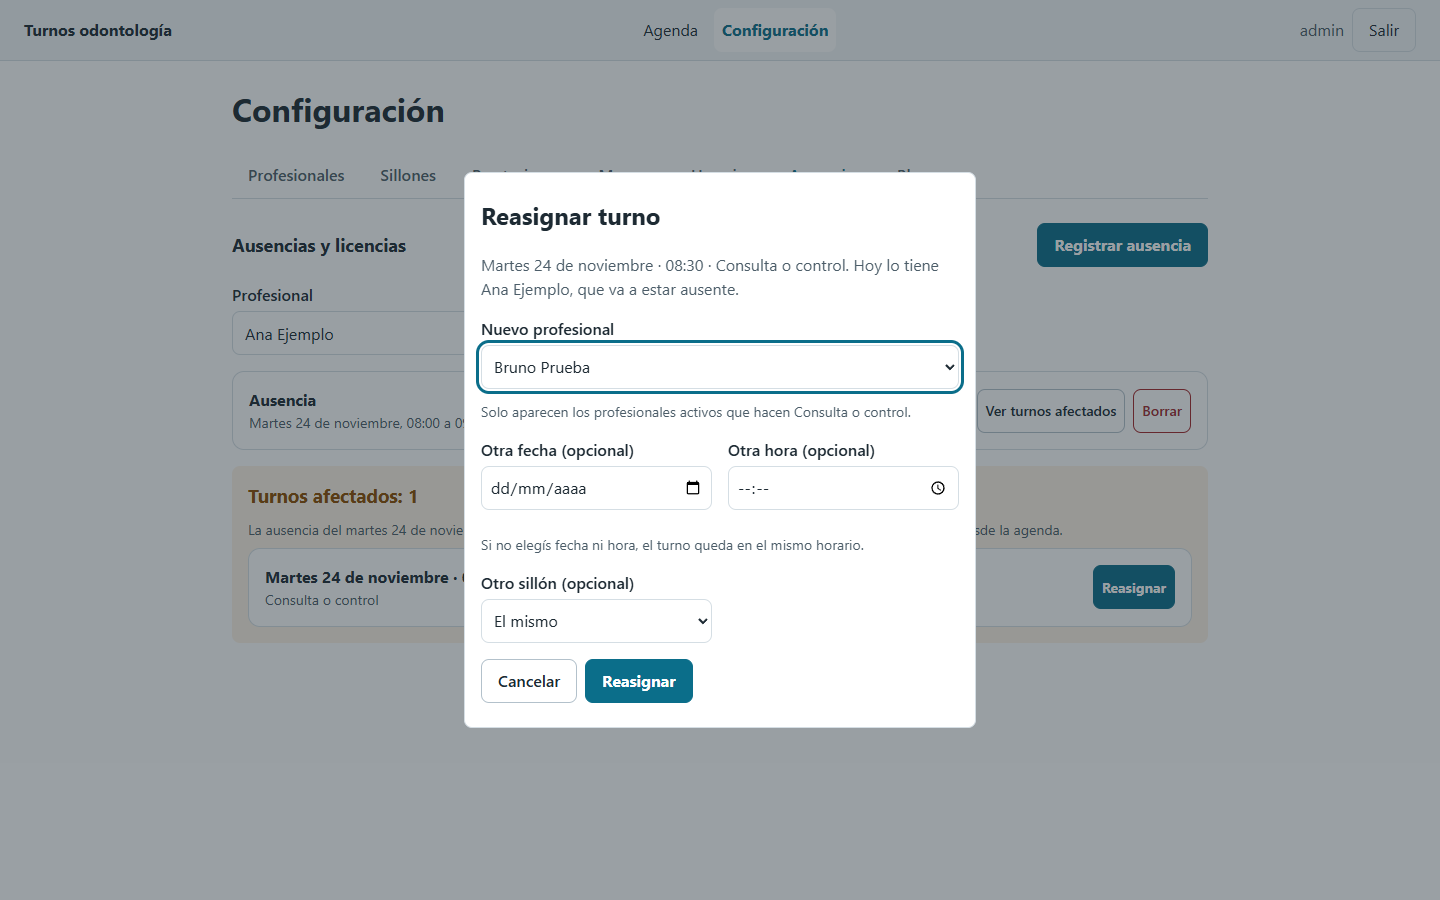 Turnos odontología
Agenda
Configuración
admin
Salir
Configuración
Profesionales
Sillones
Ausencias y licencias
Registrar ausencia
Profesional
Ana Ejemplo
Ausencia
Martes 24 de noviembre, 08:00 a
Ver turnos afectados
Borrar
Turnos afectados: 1
La ausencia del martes 24 de
la agenda.
Martes 24 de noviembre ·
Consulta o control
Reasignar
Reasignar turno
Martes 24 de noviembre · 08:30 · Consulta o control. Hoy lo tiene
Ana Ejemplo, que va a estar ausente.
Nuevo profesional
Bruno Prueba
Solo aparecen los profesionales activos que hacen Consulta o control.
Otra fecha (opcional)
Otra hora (opcional)
dd/mm/aaaa
--:--
Si no elegís fecha ni hora, el turno queda en el mismo horario.
Otro sillón (opcional)
El mismo
Cancelar
Reasignar